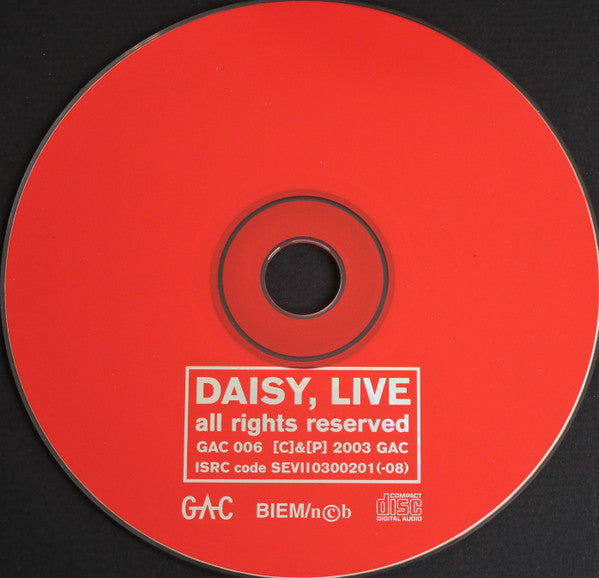 DAISY, LIVE
all rights reserved
GAC 006 [C]&[P] 2003 GAC
ISRC code SEVII0300201(-08)
GAC BIEM/n©b COMPACT disc DIGITAL AUDIO